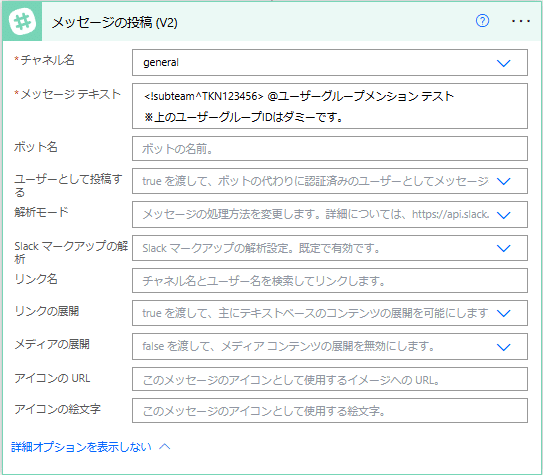 メッセージの投稿 (V2)
*チャネル名
general
*メッセージ テキスト
<!subteam^TKN123456> @ユーザーグループメンション テスト
※上のユーザーグループIDはダミーです。
ボット名
ボットの名前。
ユーザーとして投稿する
true を渡して、ボットの代わりに認証済みのユーザーとしてメッセージ
解析モード
メッセージの処理方法を変更します。詳細については、https://api.slack.
Slack マークアップの解析
Slack マークアップの解析設定。既定で有効です。
リンク名
チャネル名とユーザー名を検索してリンクします。
リンクの展開
true を渡して、主にテキストベースのコンテンツの展開を可能にします
メディアの展開
false を渡して、メディア コンテンツの展開を無効にします。
アイコンの URL
このメッセージのアイコンとして使用するイメージへの URL。
アイコンの絵文字
このメッセージのアイコンとして使用する絵文字。
詳細オプションを表示しない